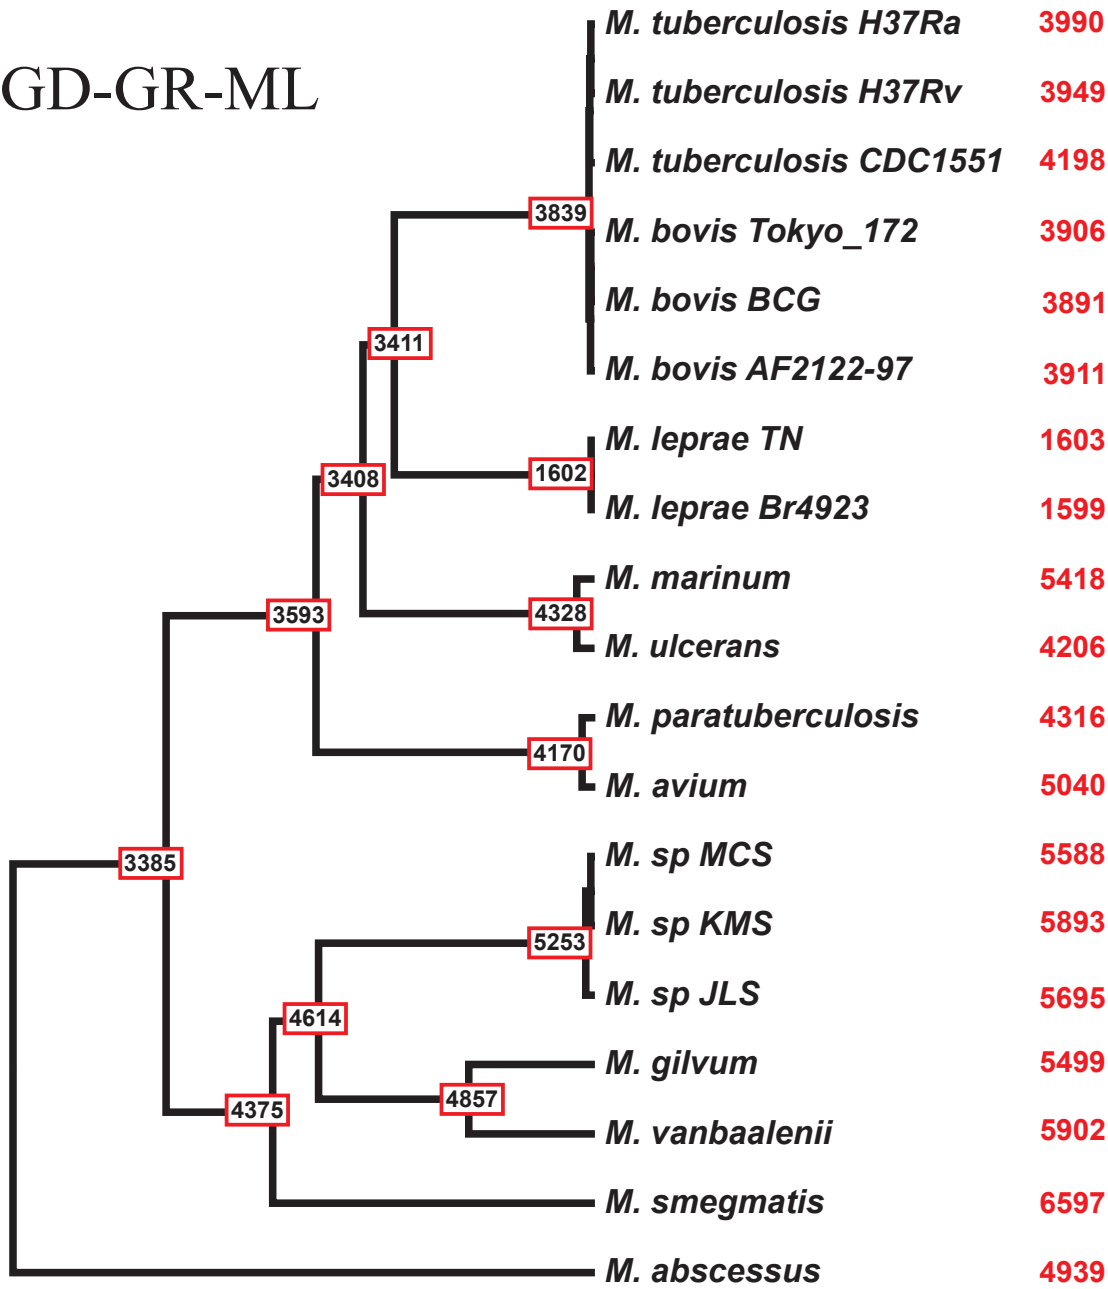 M. tuberculosis H37Ra 3990
GD-GR-ML
M. tuberculosis H37Rv 3949
M. tuberculosis CDC1551 4198
3839
M. bovis Tokyo_172 3906
M. bovis BCG 3891
3411
M. bovis AF2122-97 3911
M. leprae TN 1603
3408
1602
M. leprae Br4923 1599
M. marinum 5418
3593
4328
M. ulcerans 4206
M. paratuberculosis 4316
4170
M. avium 5040
3385
M. sp MCS 5588
M. sp KMS 5893
5253
M. sp JLS 5695
4614
M. gilvum 5499
4375
4857
M. vanbaalenii 5902
M. smegmatis 6597
M. abscessus 4939